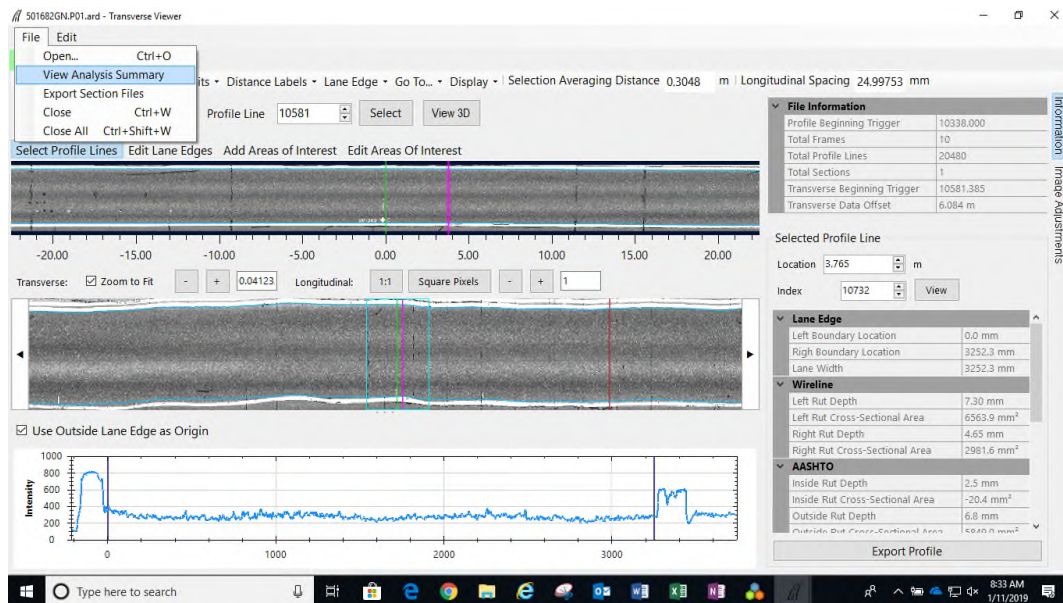 501682GN.P01.ard - Transverse Viewer
File Edit
Open... Ctrl+O
View Analysis Summary
Export Section Files
Close Ctrl+W
Close All Ctrl+Shift+W
Distance Labels Lane Edge Go To... Display Selection Averaging Distance 0.3048 m Longitudinal Spacing 24.99753 mm
Profile Line 10581 Select View 3D
Select Profile Lines Edit Lane Edges Add Areas of Interest Edit Areas Of Interest
-20.00 -15.00 -10.00 -5.00 0.00 5.00 10.00 15.00 20.00
Transverse: Zoom to Fit - + 0.04123 Longitudinal: 1:1 Square Pixels - + 1
Use Outside Lane Edge as Origin
Intensity
1000
800
600
400
200
0
0 1000 2000 3000
File Information
Profile Beginning Trigger 10338.000
Total Frames 10
Total Profile Lines 20480
Total Sections 1
Transverse Beginning Trigger 10581.385
Transverse Data Offset 6.084 m
Selected Profile Line
Location 3.765 m
Index 10732 View
Lane Edge
Left Boundary Location 0.0 mm
Righ Boundary Location 3252.3 mm
Lane Width 3252.3 mm
Wireline
Left Rut Depth 7.30 mm
Left Rut Cross-Sectional Area 6563.9 mm²
Right Rut Depth 4.65 mm
Right Rut Cross-Sectional Area 2981.6 mm²
AASHTO
Inside Rut Depth 2.5 mm
Inside Rut Cross-Sectional Area -20.4 mm²
Outside Rut Depth 6.8 mm
Outside Rut Cross-Sectional Area 5849.0 mm²
Export Profile
Information
Image Adjustments
Type here to search
8:33 AM
1/11/2019